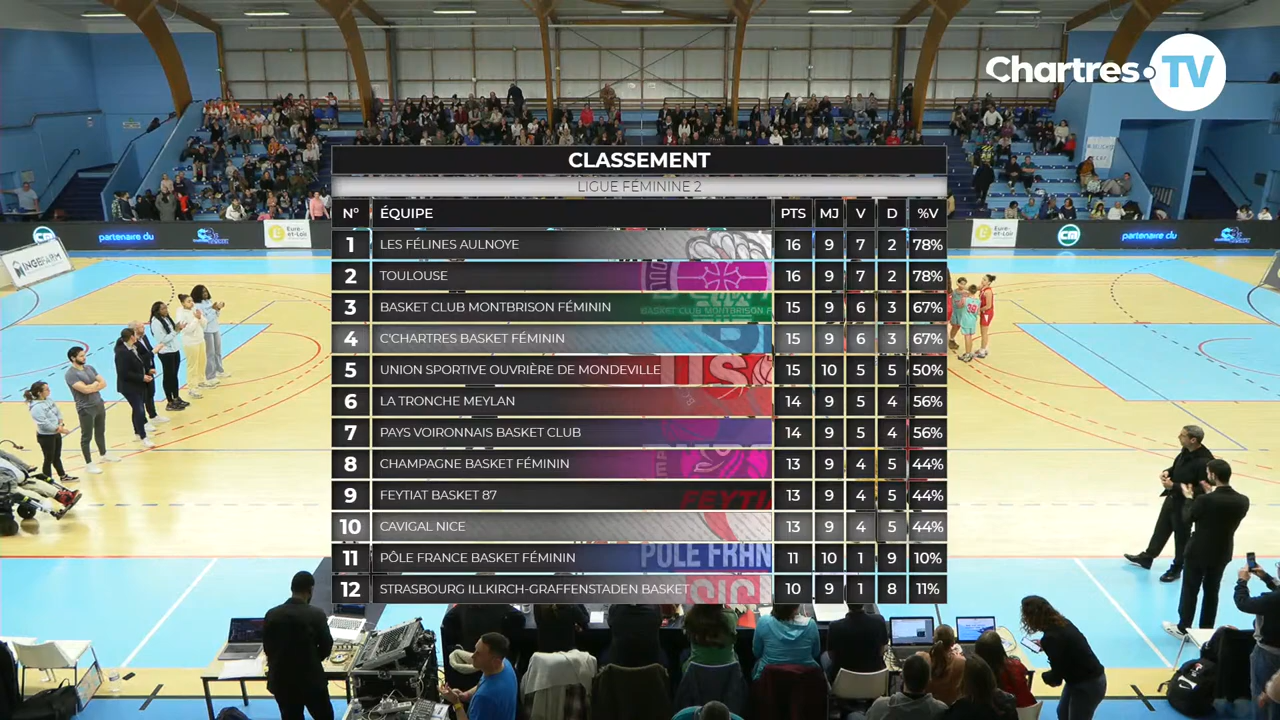 Chartres. TV
CLASSEMENT
LIGUE FÉMININE 2
N° ÉQUIPE PTS MJ V D %V
1 LES FÉLINES AULNOYE 16 9 7 2 78%
2 TOULOUSE 16 9 7 2 78%
3 BASKET CLUB MONTBRISON FÉMININ 15 9 6 3 67%
4 C'CHARTRES BASKET FÉMININ 15 9 6 3 67%
5 UNION SPORTIVE OUVRIÈRE DE MONDEVILLE 15 10 5 5 50%
6 LA TRONCHE MEYLAN 14 9 5 4 56%
7 PAYS VOIRONNAIS BASKET CLUB 14 9 5 4 56%
8 CHAMPAGNE BASKET FÉMININ 13 9 4 5 44%
9 FEYTIAT BASKET 87 13 9 4 5 44%
10 CAVIGAL NICE 13 9 4 5 44%
11 PÔLE FRANCE BASKET FÉMININ 11 10 1 9 10%
12 STRASBOURG ILLKIRCH-GRAFFENSTADEN BASKET 10 9 1 8 11%
partenaire du
Eure-et-Loir
Eure-et-Loir
CM
partenaire du